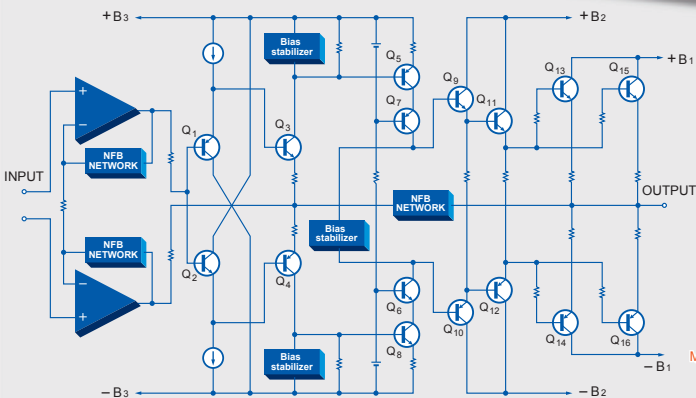 +B3
+B2
Bias
stabilizer
Q5
Q9
Q13
Q15
+B1
Q7
Q11
+
−
Q1
Q3
NFB
NETWORK
INPUT
NFB
NETWORK
OUTPUT
Bias
stabilizer
NFB
NETWORK
Q2
Q4
−
+
Q6
Q12
Q10
Q14
Q16
Q8
Bias
stabilizer
M
−B1
−B3
−B2